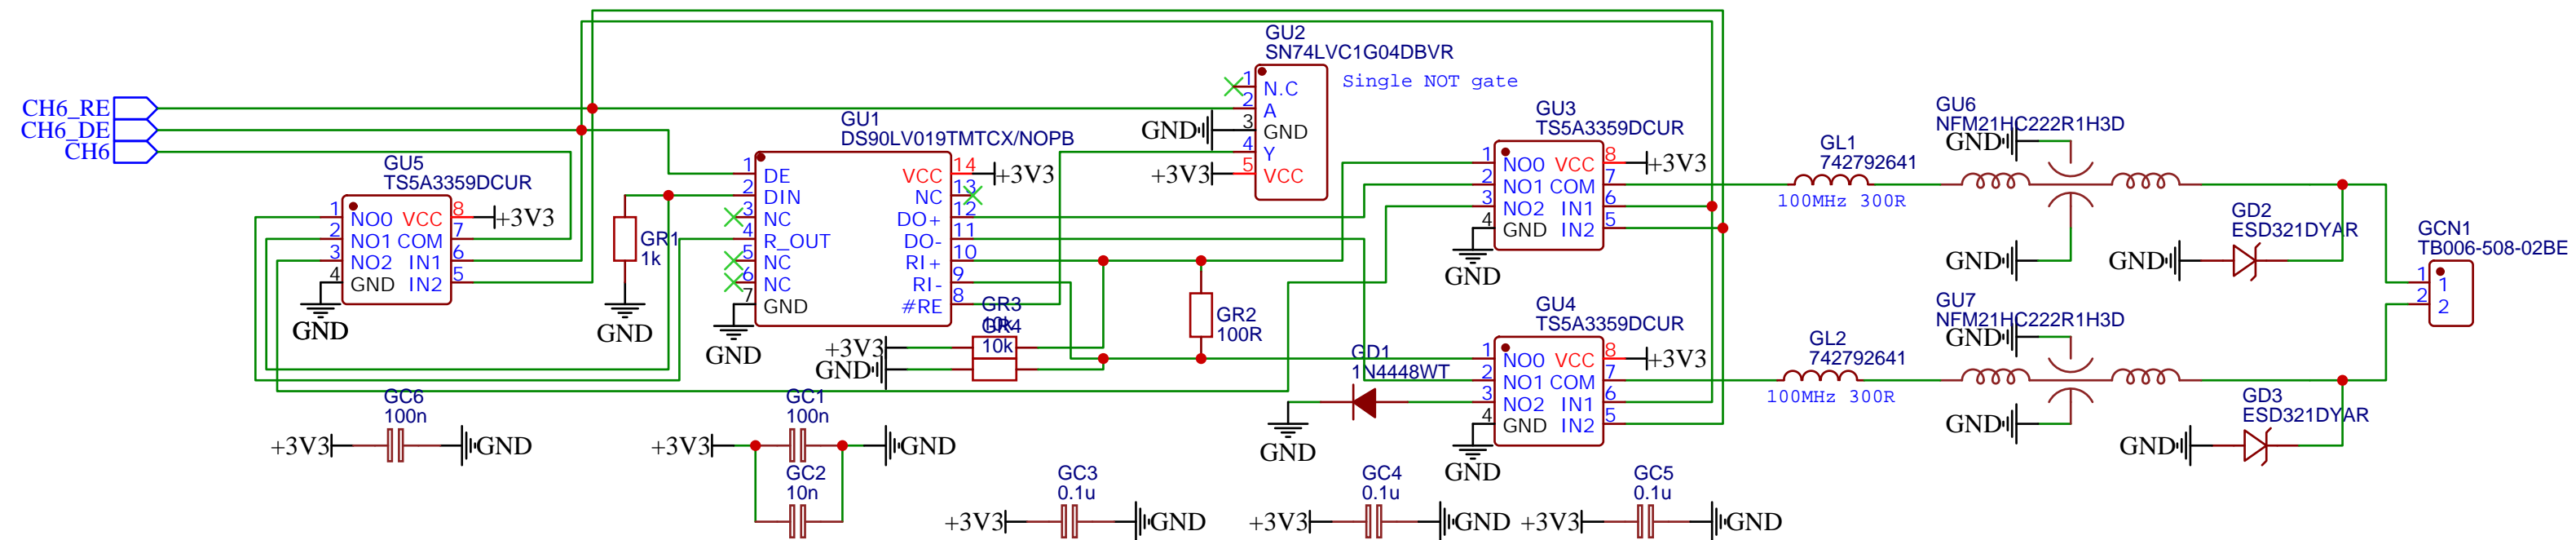 CH6_RE
CH6_DE
CH6
GU5
TS5A3359DCUR
1 NO0 VCC 8 +3V3
2 NO1 COM 7
3 NO2 IN1 6
4 GND IN2 5
GND
GR1
1k
GND
GU1
DS90LV019TMTCX/NOPB
1 DE VCC 14 +3V3
2 DIN NC 13
3 NC DO+ 12
4 R_OUT DO- 11
5 NC RI+ 10
6 NC RI- 9
7 GND #RE 8
GND
GU2
SN74LVC1G04DBVR
Single NOT gate
1 N.C
2 A
GND 3 GND
4 Y
+3V3 5 VCC
GR3
10k
GR4
10k
+3V3
GND
GR2
100R
GU3
TS5A3359DCUR
1 NO0 VCC 8 +3V3
2 NO1 COM 7
3 NO2 IN1 6
4 GND IN2 5
GND
GU4
TS5A3359DCUR
1 NO0 VCC 8 +3V3
2 NO1 COM 7
3 NO2 IN1 6
4 GND IN2 5
GND
GD1
1N4448WT
GND
GL1
742792641
100MHz 300R
GU6
NFM21HC222R1H3D
GND
GND
GD2
ESD321DYAR
GND
GCN1
TB006-508-02BE
1 1
2 2
GL2
742792641
100MHz 300R
GU7
NFM21HC222R1H3D
GND
GND
GD3
ESD321DYAR
GND
GC6
100n
+3V3 GND
GC1
100n
+3V3 GND
GC2
10n
GC3
0.1u
+3V3 GND
GC4
0.1u
+3V3 GND
GC5
0.1u
+3V3 GND